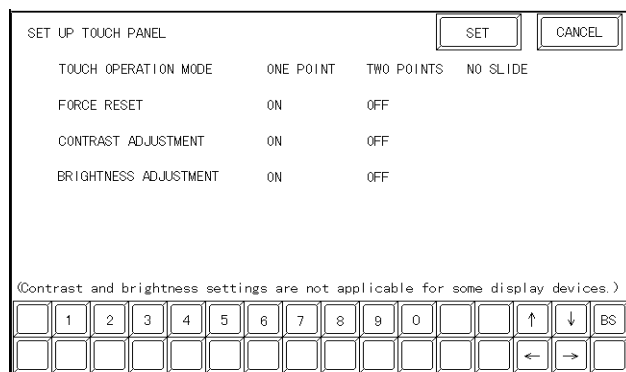 SET UP TOUCH PANEL SET CANCEL
TOUCH OPERATION MODE ONE POINT TWO POINTS NO SLIDE
FORCE RESET ON OFF
CONTRAST ADJUSTMENT ON OFF
BRIGHTNESS ADJUSTMENT ON OFF
(Contrast and brightness settings are not applicable for some display devices.)
1 2 3 4 5 6 7 8 9 0 ↑ ↓ BS
← →